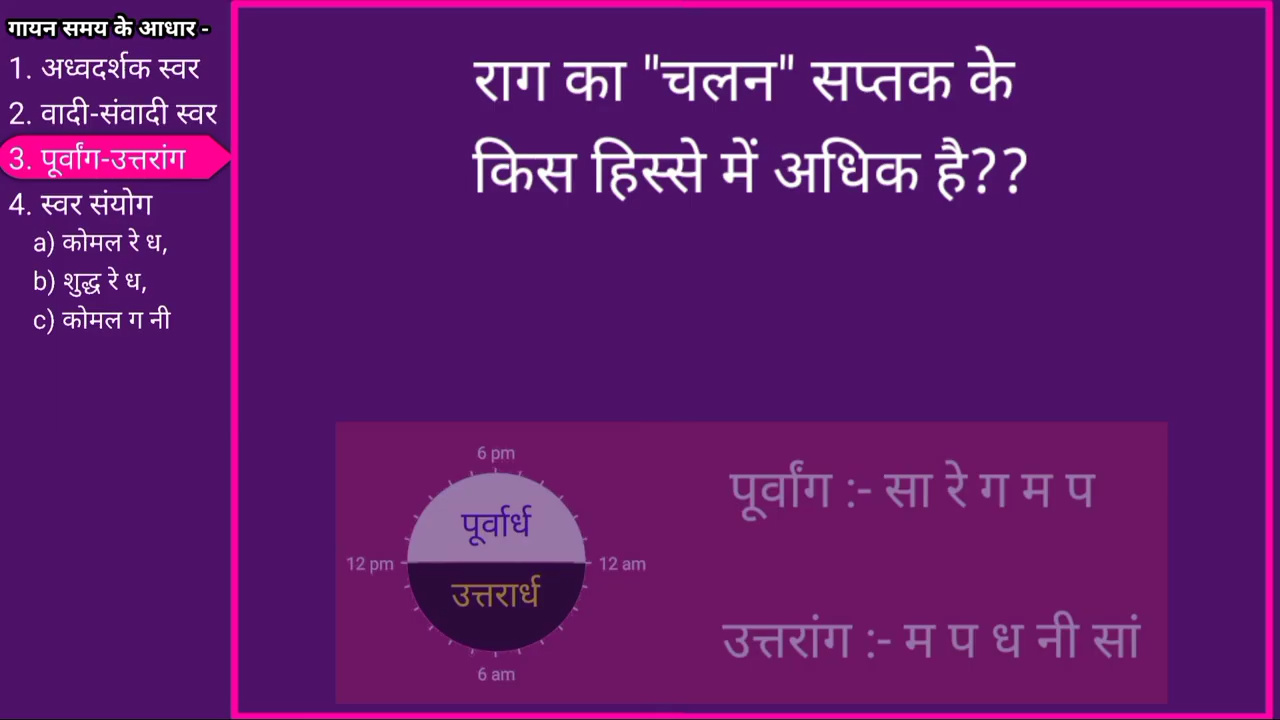 गायन समय के आधार -
1. अध्वदर्शक स्वर
2. वादी-संवादी स्वर
3. पूर्वांग-उत्तरांग
4. स्वर संयोग
a) कोमल रे ध,
b) शुद्ध रे ध,
c) कोमल ग नी
राग का "चलन" सप्तक के
किस हिस्से में अधिक है??
6 pm
पूर्वार्ध
12 pm
12 am
उत्तरार्ध
6 am
पूर्वांग :- सा रे ग म प
उत्तरांग :- म प ध नी सां